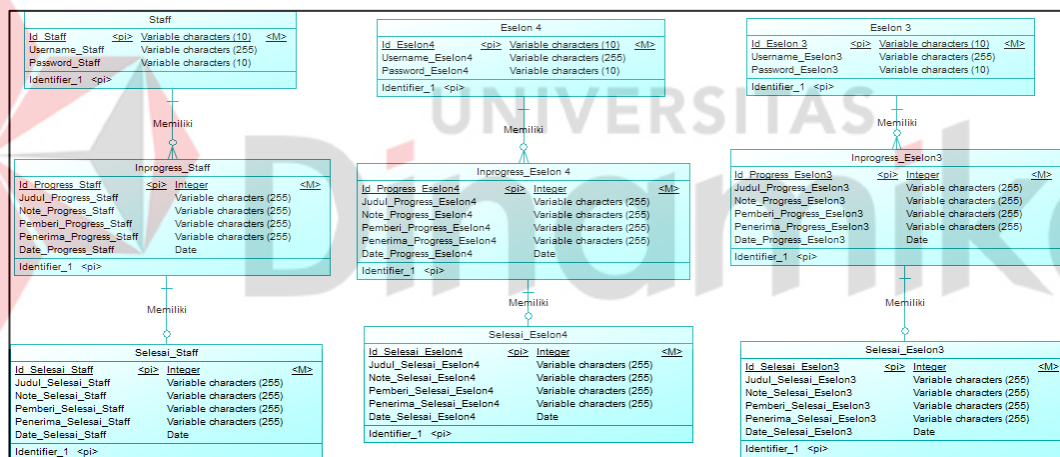 Staff
Id_Staff <pi> Variable characters (10) <M>
Username_Staff Variable characters (255)
Password_Staff Variable characters (10)
Identifier_1 <pi>
Eselon 4
Id_Eselon4 <pi> Variable characters (10) <M>
Username_Eselon4 Variable characters (255)
Password_Eselon4 Variable characters (10)
Identifier_1 <pi>
Eselon 3
Id_Eselon 3 <pi> Variable characters (10) <M>
Username_Eselon3 Variable characters (255)
Password_Eselon3 Variable characters (10)
Identifier_1 <pi>
UNIVERSITAS
Dinamika
Memiliki
Memiliki
Memiliki
Inprogress_Staff
Id_Progress_Staff <pi> Integer <M>
Judul_Progress_Staff Variable characters (255)
Note_Progress_Staff Variable characters (255)
Pemberi_Progress_Staff Variable characters (255)
Penerima_Progress_Staff Variable characters (255)
Date_Progress_Staff Date
Identifier_1 <pi>
Inprogress_Eselon 4
Id_Progress_Eselon4 <pi> Integer <M>
Judul_Progress_Eselon4 Variable characters (255)
Note_Progress_Eselon4 Variable characters (255)
Pemberi_Progress_Eselon4 Variable characters (255)
Penerima_Progress_Eselon4 Variable characters (255)
Date_Progress_Eselon4 Date
Identifier_1 <pi>
Inprogress_Eselon3
Id_Progress_Eselon3 <pi> Integer <M>
Judul_Progress_Eselon3 Variable characters (255)
Note_Progress_Eselon3 Variable characters (255)
Pemberi_Progress_Eselon3 Variable characters (255)
Penerima_Progress_Eselon3 Variable characters (255)
Date_Progress_Eselon3 Date
Identifier_1 <pi>
Memiliki
Memiliki
Memiliki
Selesai_Staff
Id_Selesai_Staff <pi> Integer <M>
Judul_Selesai_Staff Variable characters (255)
Note_Selesai_Staff Variable characters (255)
Pemberi_Selesai_Staff Variable characters (255)
Penerima_Selesai_Staff Variable characters (255)
Date_Selesai_Staff Date
Identifier_1 <pi>
Selesai_Eselon4
Id_Selesai_Eselon4 <pi> Integer <M>
Judul_Selesai_Eselon4 Variable characters (255)
Note_Selesai_Eselon4 Variable characters (255)
Pemberi_Selesai_Eselon4 Variable characters (255)
Penerima_Selesai_Eselon4 Variable characters (255)
Date_Selesai_Eselon4 Date
Identifier_1 <pi>
Selesai_Eselon3
Id_Selesai_Eselon3 <pi> Integer <M>
Judul_Selesai_Eselon3 Variable characters (255)
Note_Selesai_Eselon3 Variable characters (255)
Pemberi_Selesai_Eselon3 Variable characters (255)
Penerima_Selesai_Eselon3 Variable characters (255)
Date_Selesai_Eselon3 Date
Identifier_1 <pi>